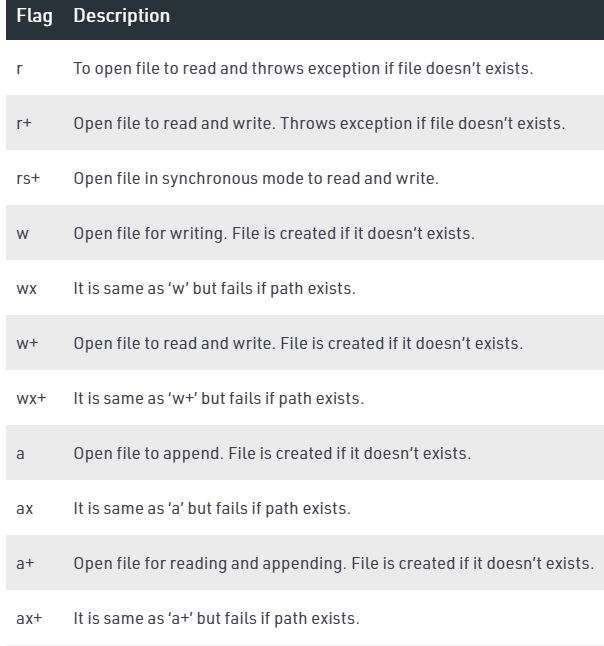 Flag Description
r To open file to read and throws exception if file doesn’t exists.
r+ Open file to read and write. Throws exception if file doesn’t exists.
rs+ Open file in synchronous mode to read and write.
w Open file for writing. File is created if it doesn’t exists.
wx It is same as ‘w’ but fails if path exists.
w+ Open file to read and write. File is created if it doesn’t exists.
wx+ It is same as ‘w+’ but fails if path exists.
a Open file to append. File is created if it doesn’t exists.
ax It is same as ‘a’ but fails if path exists.
a+ Open file for reading and appending. File is created if it doesn’t exists.
ax+ It is same as ‘a+’ but fails if path exists.